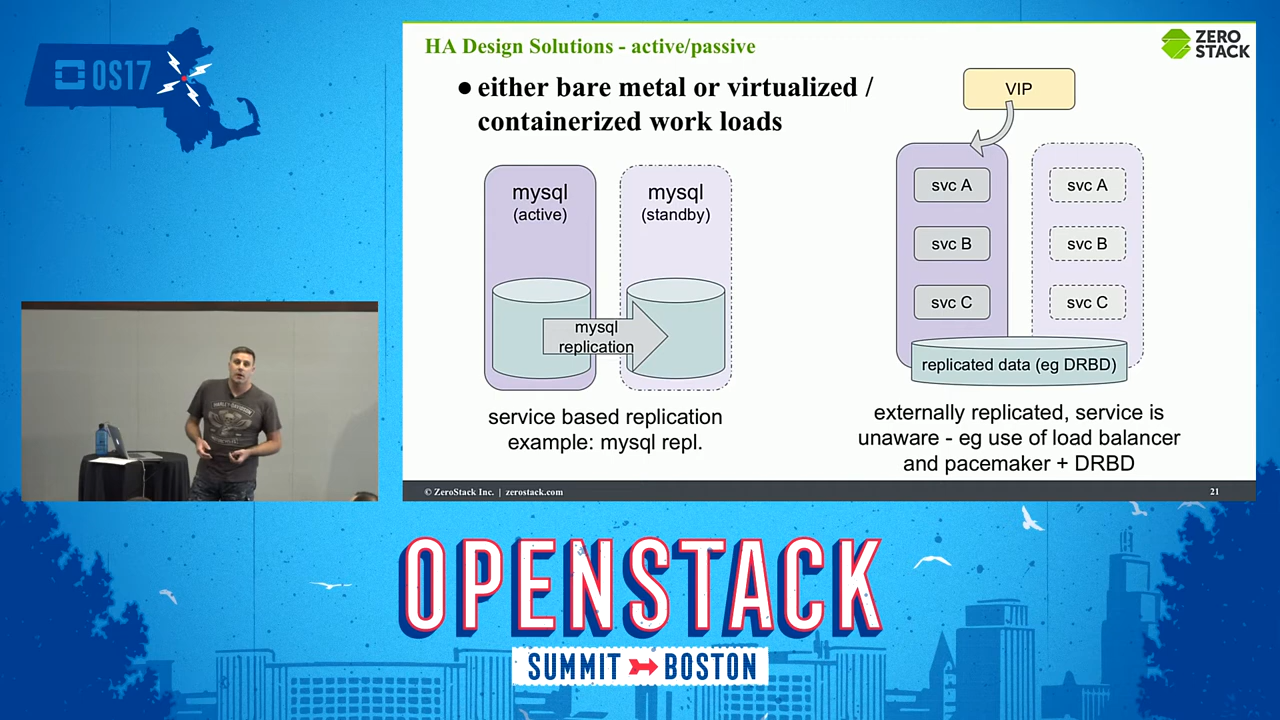 OS17
HA Design Solutions - active/passive
ZERO
STACK
● either bare metal or virtualized /
containerized work loads
mysql
(active)
mysql
(standby)
mysql
replication
service based replication
example: mysql repl.
VIP
svc A
svc B
svc C
svc A
svc B
svc C
replicated data (eg DRBD)
externally replicated, service is
unaware - eg use of load balancer
and pacemaker + DRBD
© ZeroStack Inc. | zerostack.com
21
OPENSTACK
SUMMIT BOSTON